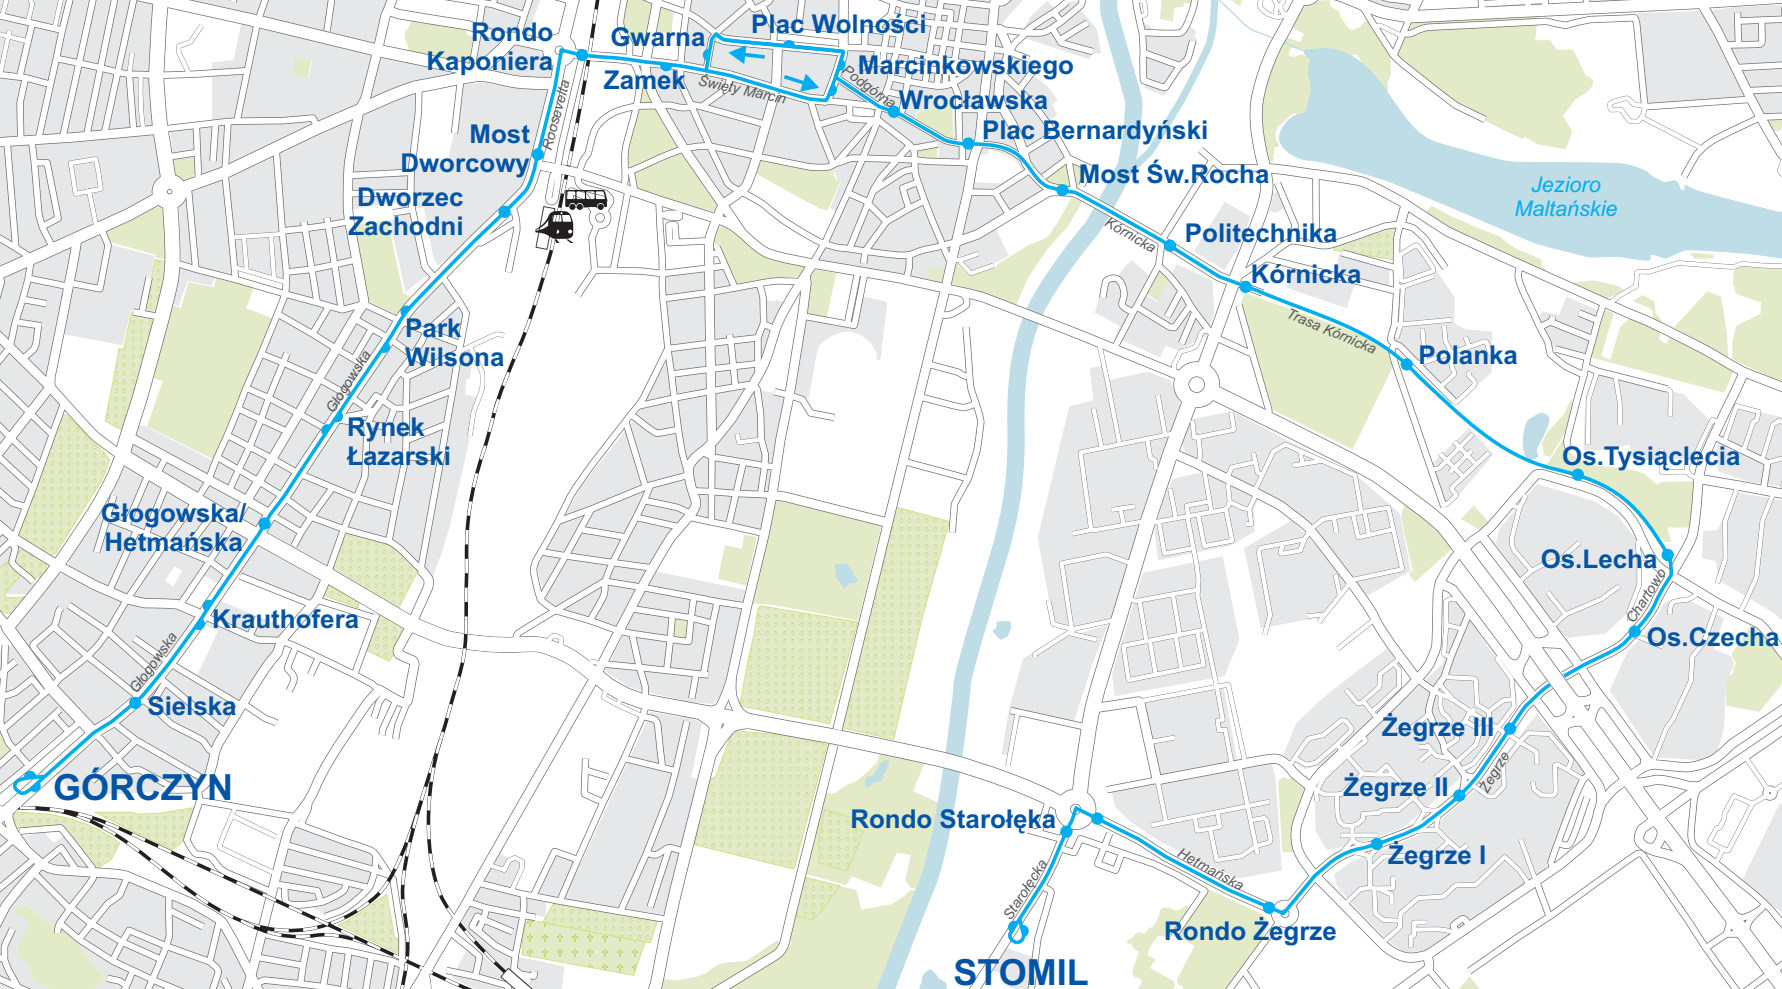 Rondo
Kaponiera
Gwarna
Plac Wolności
Zamek
Święty Marcin
Podgórna
Marcinkowskiego
Wrocławska
Plac Bernardyński
Most Św.Rocha
Roosevelta
Most
Dworcowy
Dworzec
Zachodni
Jezioro
Maltańskie
Kórnicka
Politechnika
Kórnicka
Trasa Kórnicka
Polanka
Park
Wilsona
Głogowska
Rynek
Łazarski
Os.Tysiąclecia
Głogowska/
Hetmańska
Os.Lecha
Chartowo
Krauthofera
Os.Czecha
Głogowska
Sielska
Żegrze III
Żegrze
Żegrze II
GÓRCZYN
Rondo Starołęka
Żegrze I
Hetmańska
Starołęcka
Rondo Żegrze
STOMIL